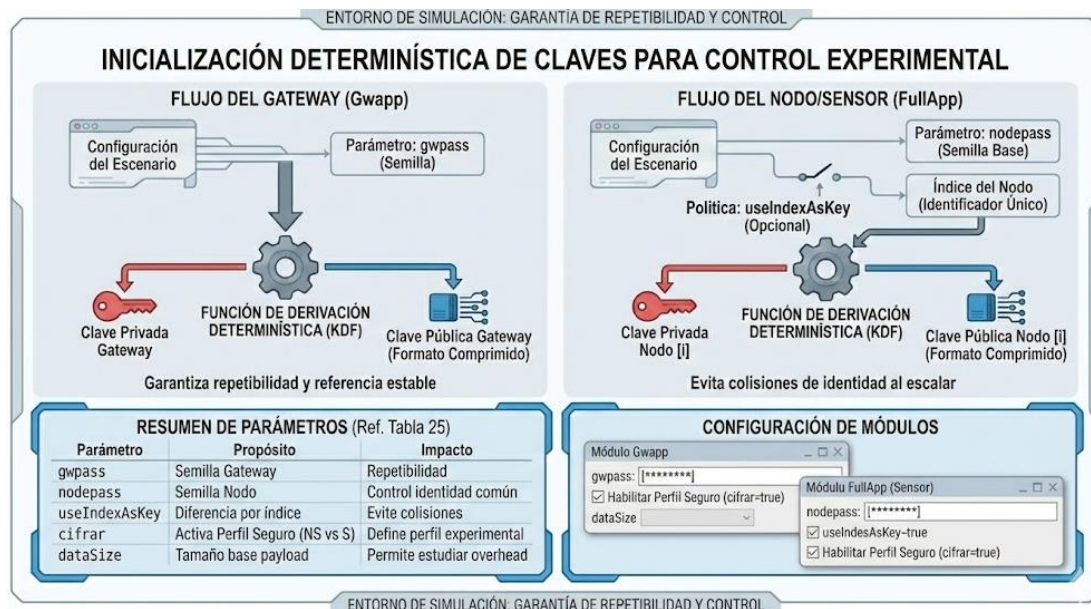 ENTORNO DE SIMULACIÓN: GARANTÍA DE REPETIBILIDAD Y CONTROL
INICIALIZACIÓN DETERMINÍSTICA DE CLAVES PARA CONTROL EXPERIMENTAL
FLUJO DEL GATEWAY (Gwapp)
Configuración
del Escenario
Parámetro: gwpass
(Semilla)
FUNCIÓN DE DERIVACIÓN
DETERMINÍSTICA (KDF)
Clave Privada
Gateway
Clave Pública Gateway
(Formato Comprimido)
Garantiza repetibilidad y referencia estable
FLUJO DEL NODO/SENSOR (FullApp)
Configuración
del Escenario
Parámetro: nodepass
(Semilla Base)
Política: useIndexAsKey
(Opcional)
Índice del Nodo
(Identificador Único)
FUNCIÓN DE DERIVACIÓN
DETERMINÍSTICA (KDF)
Clave Privada
Nodo [i]
Clave Pública Nodo [i]
(Formato Comprimido)
Evita colisiones de identidad al escalar
RESUMEN DE PARÁMETROS (Ref. Tabla 25)
Parámetro Propósito Impacto
gwpass Semilla Gateway Repetibilidad
nodepass Semilla Nodo Control identidad común
useIndexAsKey Diferencia por índice Evite colisiones
cifrar Activa Perfil Seguro (NS vs S) Define perfil experimental
dataSize Tamaño base payload Permite estudiar overhead
CONFIGURACIÓN DE MÓDULOS
Módulo Gwapp
gwpass: [********]
Habilitar Perfil Seguro (cifrar=true)
dataSize
Módulu FullApp (Sensor)
nodepass: [********]
useIndesAsKey=true
Habilitar Perfil Seguro (cifrar=true)
ENTORNO DE SIMULACIÓN: GARANTÍA DE REPETIBILIDAD Y CONTROL